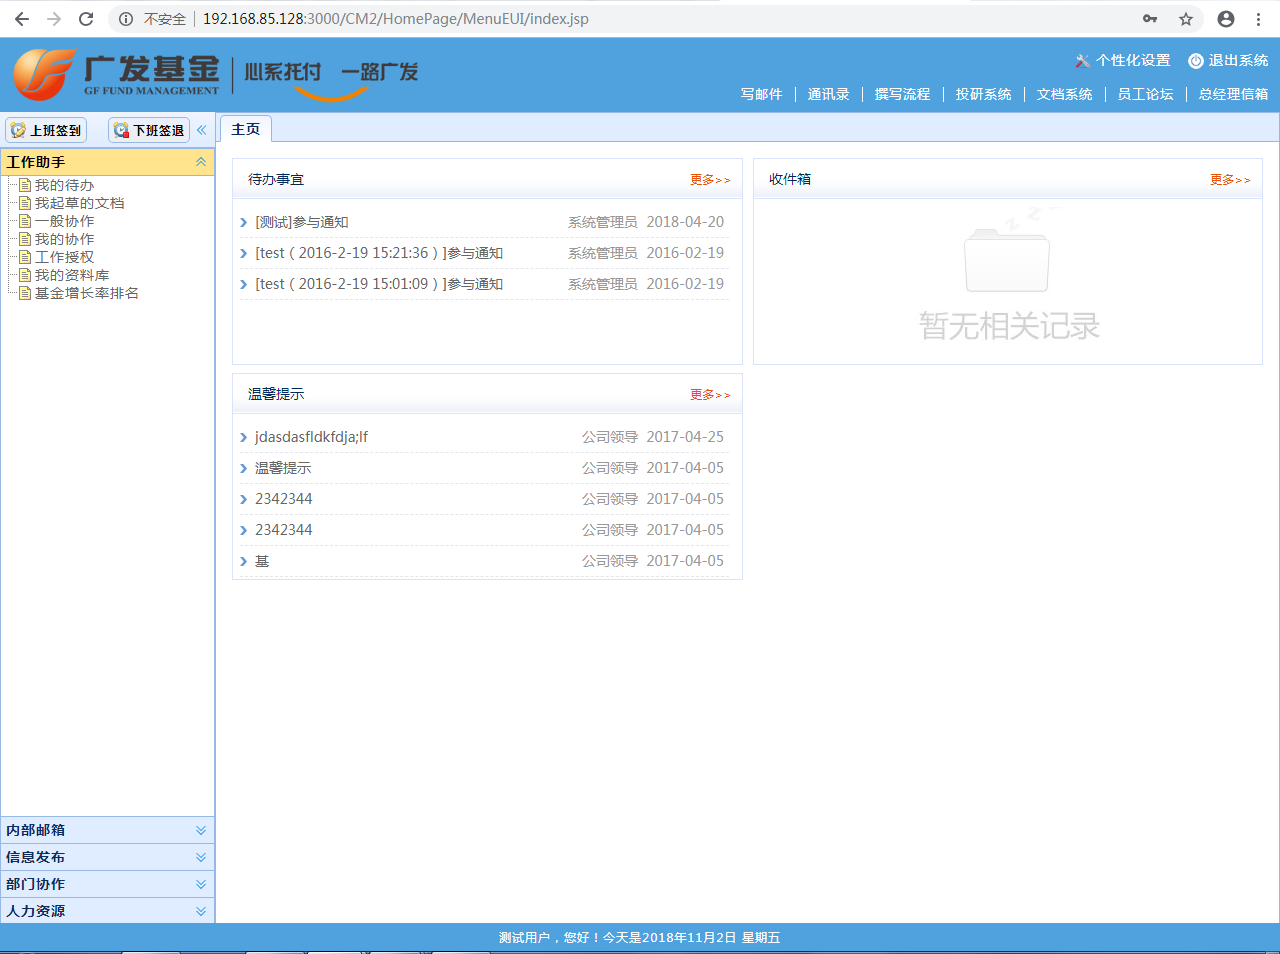 不安全 192.168.85.128:3000/CM2/HomePage/MenuEUI/index.jsp
广发基金 心系托付 一路广发
GF FUND MANAGEMENT
个性化设置 退出系统
写邮件 通讯录 撰写流程 投研系统 文档系统 员工论坛 总经理信箱
上班签到 下班签退 主页
工作助手
我的待办
我起草的文档
一般协作
我的协作
工作授权
我的资料库
基金增长率排名
内部邮箱
信息发布
部门协作
人力资源
待办事宜 更多>>
[测试]参与通知 系统管理员 2018-04-20
[test（2016-2-19 15:21:36）]参与通知 系统管理员 2016-02-19
[test（2016-2-19 15:01:09）]参与通知 系统管理员 2016-02-19
收件箱 更多>>
z z z
暂无相关记录
温馨提示 更多>>
jdasdasfldkfdja;lf 公司领导 2017-04-25
温馨提示 公司领导 2017-04-05
2342344 公司领导 2017-04-05
2342344 公司领导 2017-04-05
基 公司领导 2017-04-05
测试用户，您好！今天是2018年11月2日 星期五